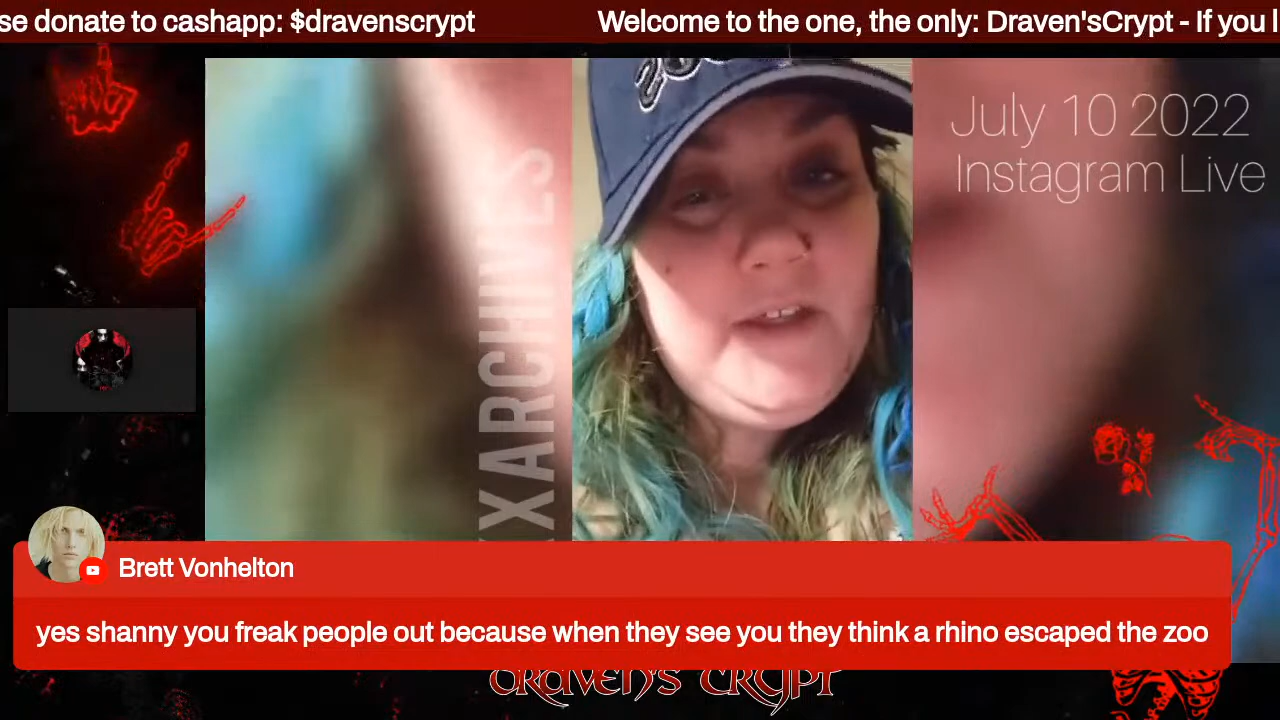 se donate to cashapp: $dravenscrypt
Welcome to the one, the only: Draven'sCrypt - If you l
July 10 2022
Instagram Live
XARCHIVES
Brett Vonhelton
yes shanny you freak people out because when they see you they think a rhino escaped the zoo
DRAVEN'S CRYPT